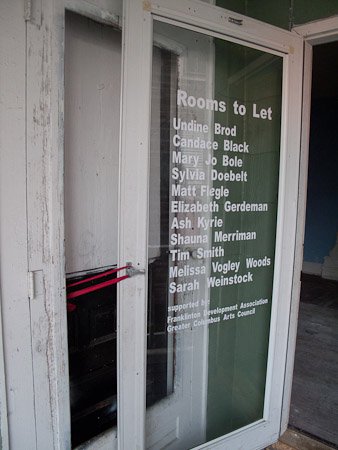 Rooms to Let
Undine Brod
Candace Black
Mary Jo Bole
Sylvia Doebelt
Matt Flegle
Elizabeth Gerdeman
Ash Kyrie
Shauna Merriman
Tim Smith
Melissa Vogley Woods
Sarah Weinstock
supported by:
Franklinton Development Association
Greater Columbus Arts Council